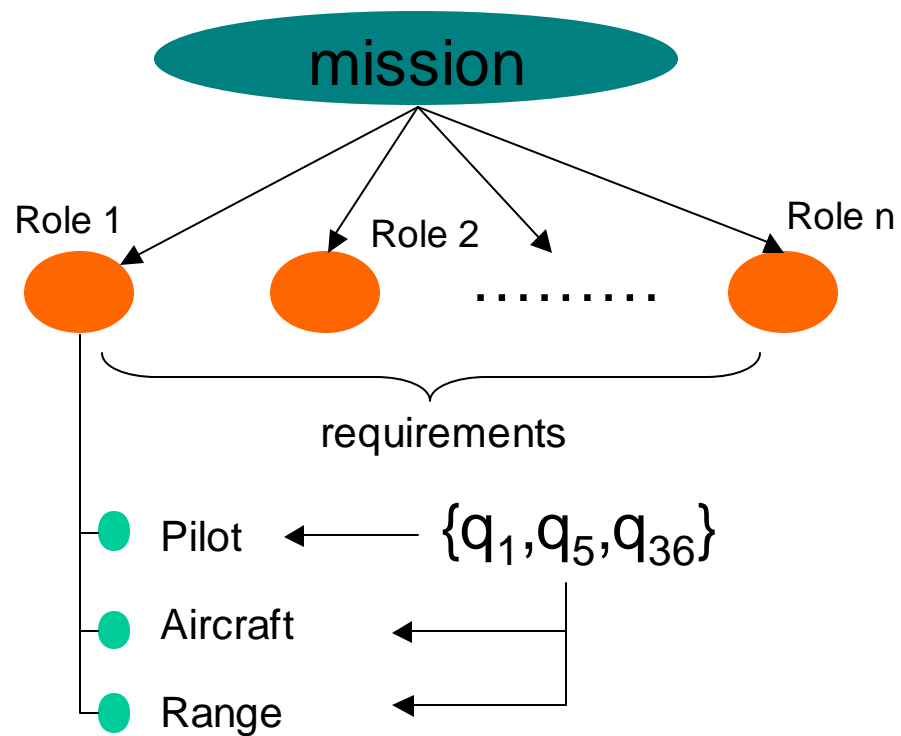 mission
Role 1
Role 2
Role n
.........
requirements
Pilot
{q1,q5,q36}
Aircraft
Range